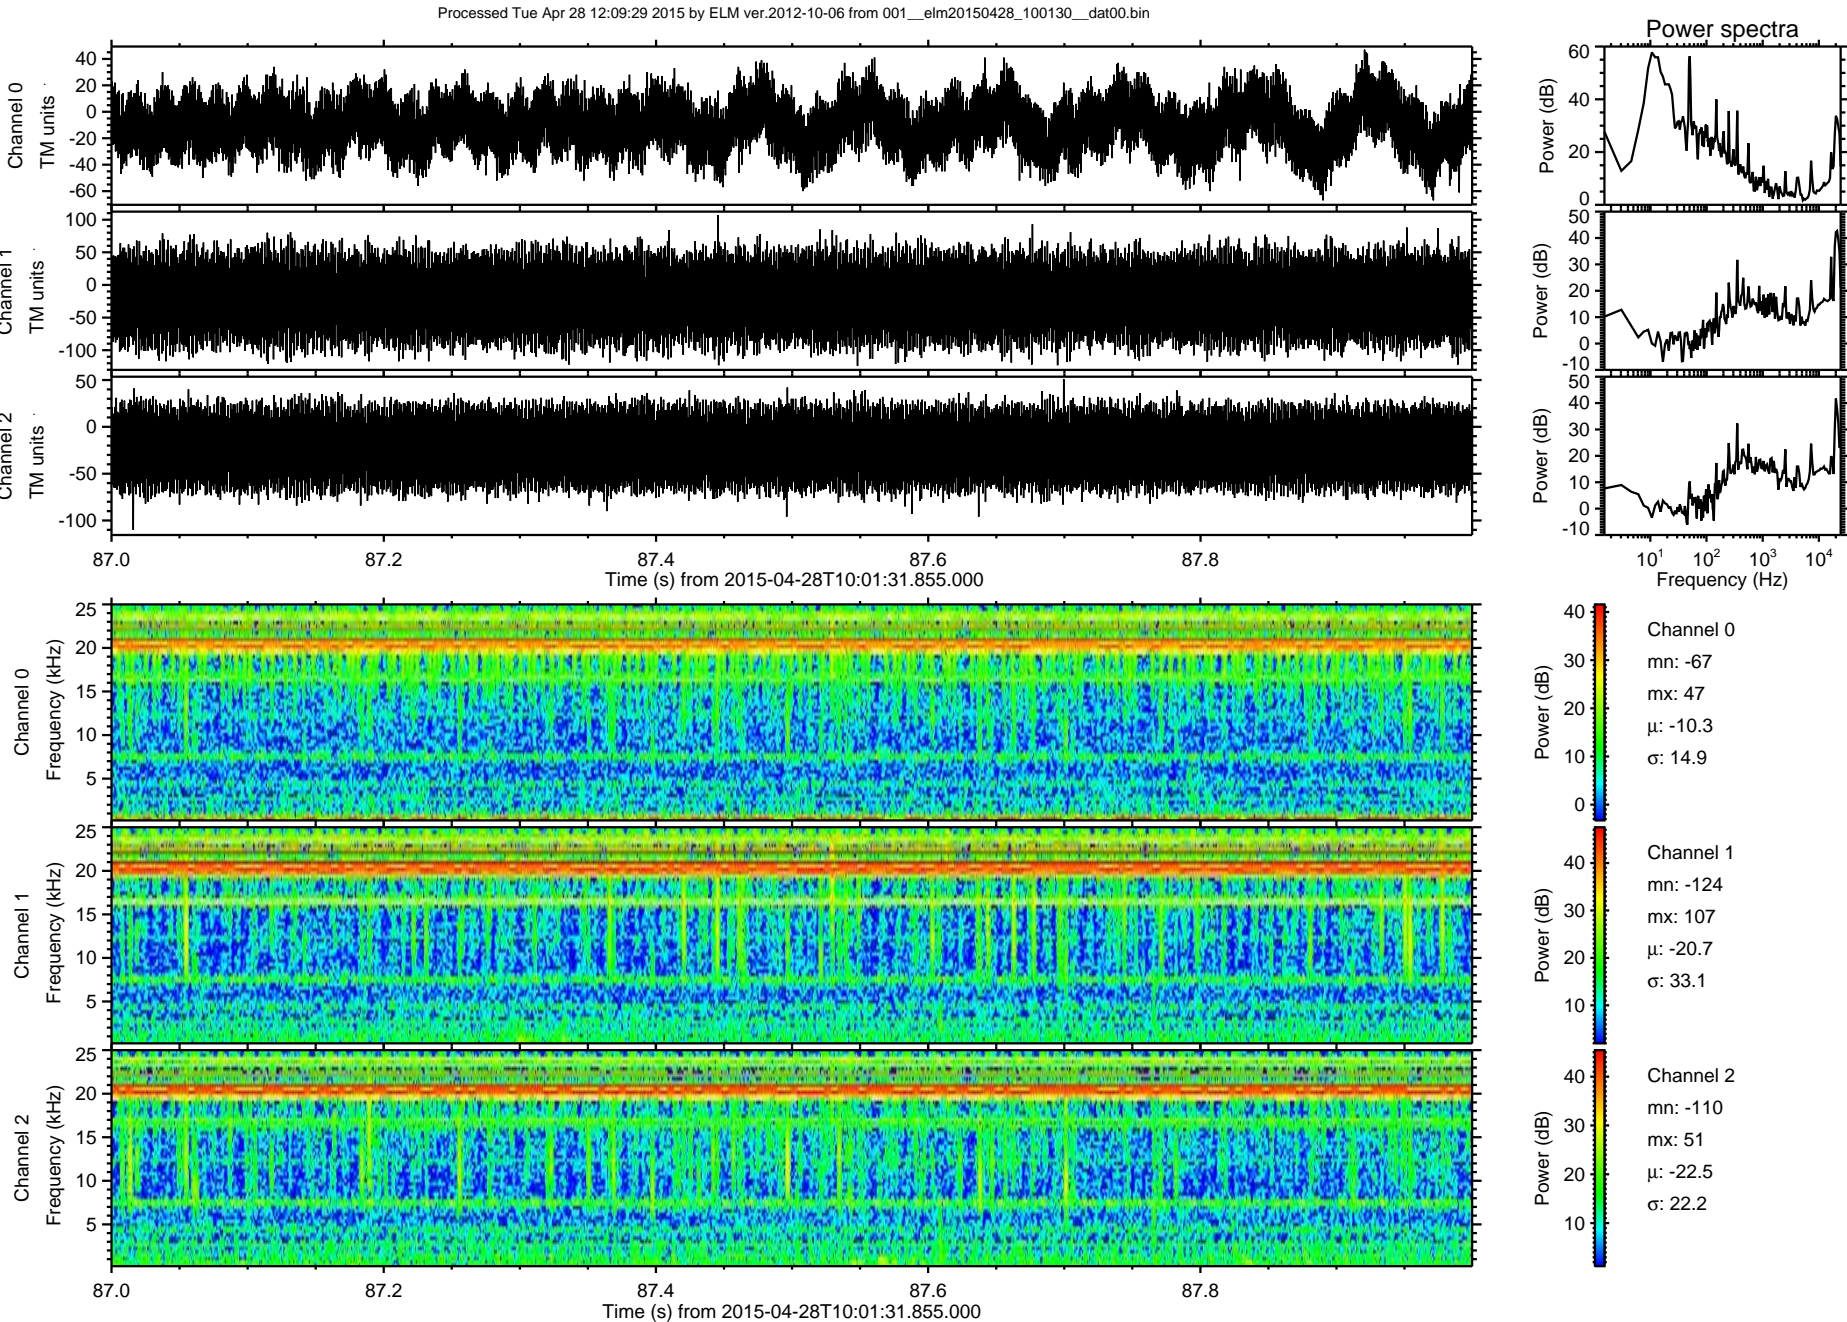 Processed Tue Apr 28 12:09:29 2015 by ELM ver.2012-10-06 from 001__elm20150428_100130__dat00.bin
Power spectra
Channel 0
TM units
40
20
0
-20
-40
-60
Power (dB)
60
40
20
0
Channel 1
TM units
100
50
0
-50
-100
Power (dB)
50
40
30
20
10
0
-10
Channel 2
TM units
50
0
-50
-100
Power (dB)
50
40
30
20
10
0
-10
87.0 87.2 87.4 87.6 87.8
Time (s) from 2015-04-28T10:01:31.855.000
10¹ 10² 10³ 10⁴
Frequency (Hz)
Channel 0
Frequency (kHz)
25
20
15
10
5
Power (dB)
40
30
20
10
0
Channel 0
mn: -67
mx: 47
μ: -10.3
σ: 14.9
Channel 1
Frequency (kHz)
25
20
15
10
5
Power (dB)
40
30
20
10
Channel 1
mn: -124
mx: 107
μ: -20.7
σ: 33.1
Channel 2
Frequency (kHz)
25
20
15
10
5
Power (dB)
40
30
20
10
Channel 2
mn: -110
mx: 51
μ: -22.5
σ: 22.2
87.0 87.2 87.4 87.6 87.8
Time (s) from 2015-04-28T10:01:31.855.000